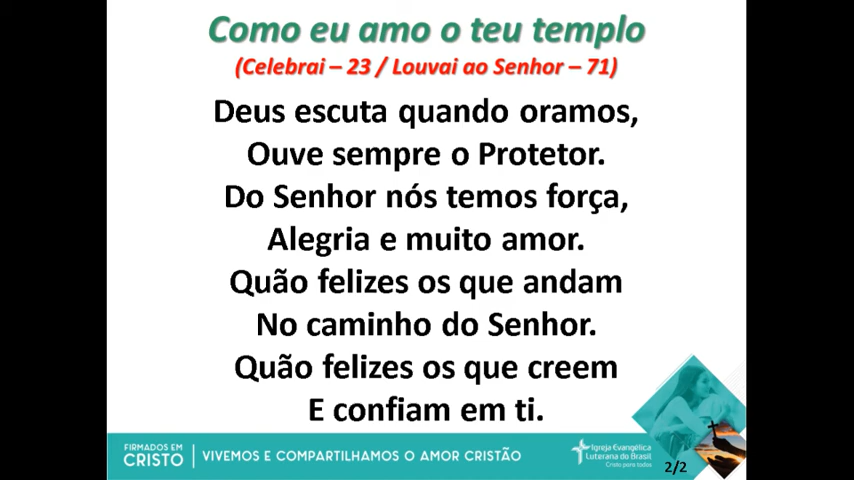 Como eu amo o teu templo
(Celebrai – 23 / Louvai ao Senhor – 71)
Deus escuta quando oramos,
Ouve sempre o Protetor.
Do Senhor nós temos força,
Alegria e muito amor.
Quão felizes os que andam
No caminho do Senhor.
Quão felizes os que creem
E confiam em ti.
FIRMADOS EM
CRISTO
VIVEMOS E COMPARTILHAMOS O AMOR CRISTÃO
Igreja Evangélica
Luterana do Brasil
Cristo para todos
2/2